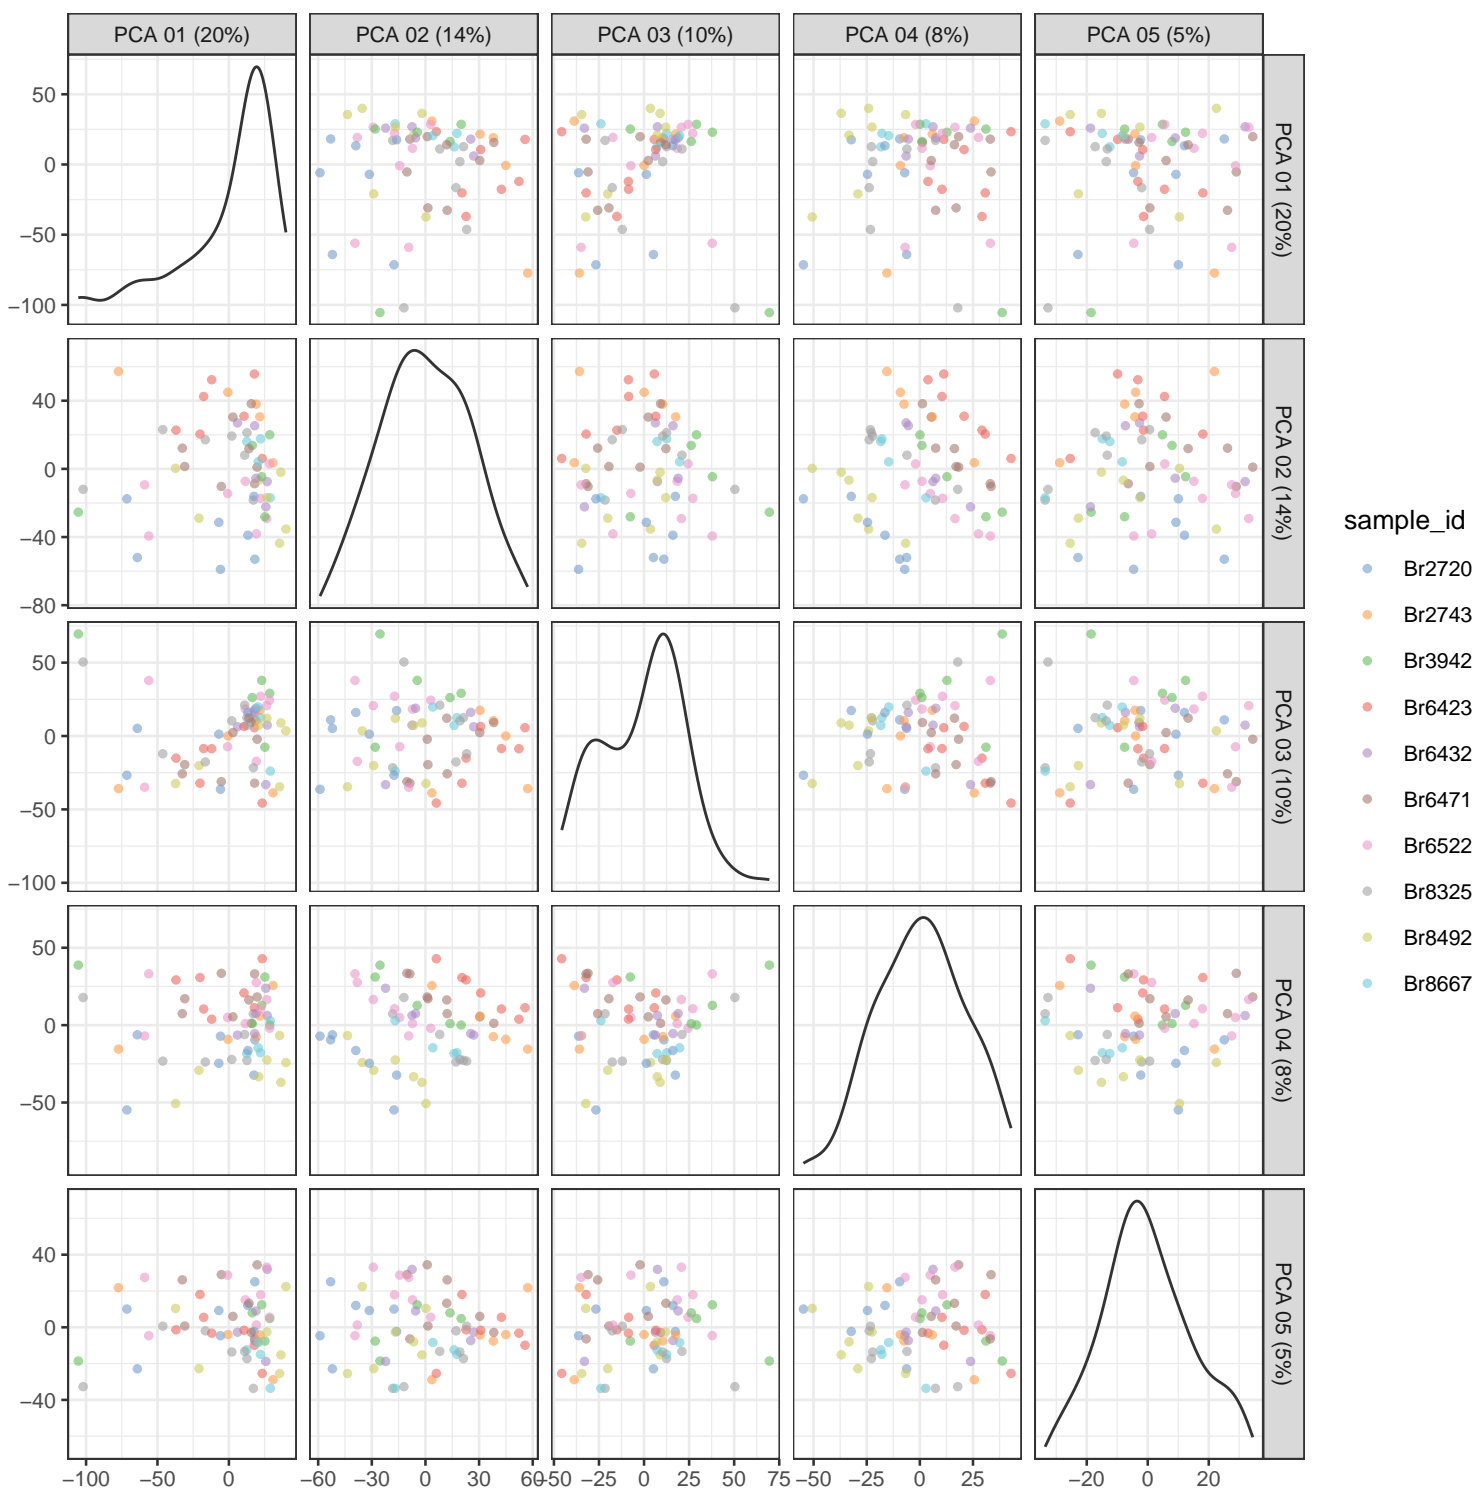 PCA 01 (20%) PCA 02 (14%) PCA 03 (10%) PCA 04 (8%) PCA 05 (5%)
50
0
−50
−100
PCA 01 (20%)
40
0
−40
−80
PCA 02 (14%)
50
0
−50
−100
PCA 03 (10%)
50
0
−50
PCA 04 (8%)
40
0
−40
PCA 05 (5%)
−100 −50 0 −60 −30 0 30 60 −50 −25 0 25 50 75 −50 −25 0 25 −20 0 20
sample_id
Br2720
Br2743
Br3942
Br6423
Br6432
Br6471
Br6522
Br8325
Br8492
Br8667